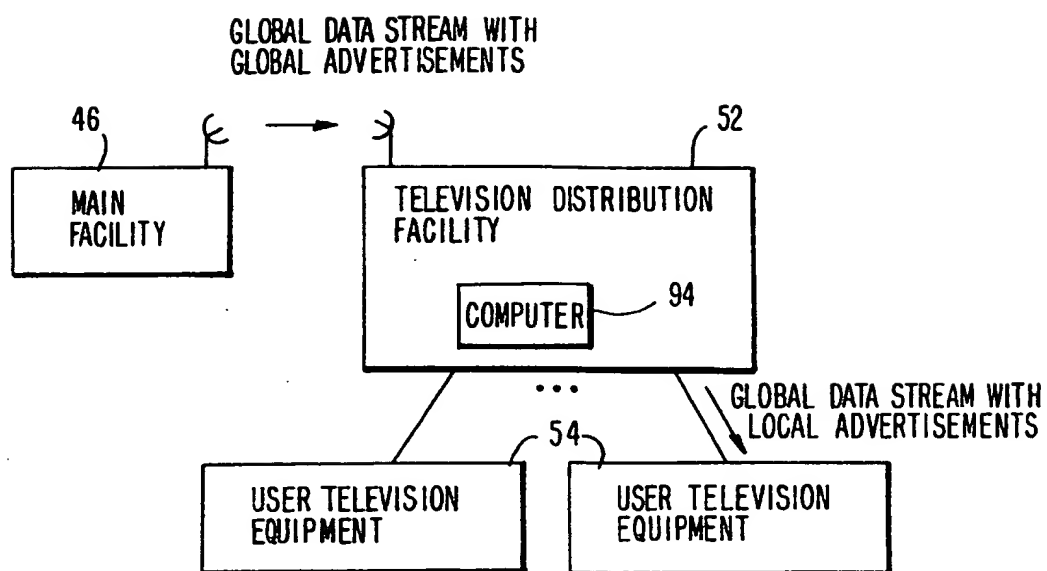 GLOBAL DATA STREAM WITH
GLOBAL ADVERTISEMENTS
46
52
MAIN
FACILITY
TELEVISION DISTRIBUTION
FACILITY
COMPUTER
94
...
GLOBAL DATA STREAM WITH
LOCAL ADVERTISEMENTS
54
USER TELEVISION
EQUIPMENT
USER TELEVISION
EQUIPMENT